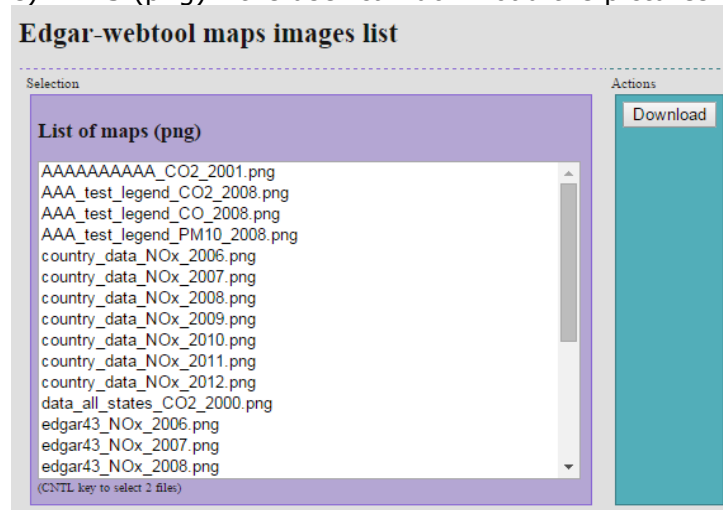 Edgar-webtool maps images list
Selection
Actions
List of maps (png)
Download
AAAAAAAAAA_CO2_2001.png
AAA_test_legend_CO2_2008.png
AAA_test_legend_CO_2008.png
AAA_test_legend_PM10_2008.png
country_data_NOx_2006.png
country_data_NOx_2007.png
country_data_NOx_2008.png
country_data_NOx_2009.png
country_data_NOx_2010.png
country_data_NOx_2011.png
country_data_NOx_2012.png
data_all_states_CO2_2000.png
edgar43_NOx_2006.png
edgar43_NOx_2007.png
edgar43_NOx_2008.png
(CNTL key to select 2 files)